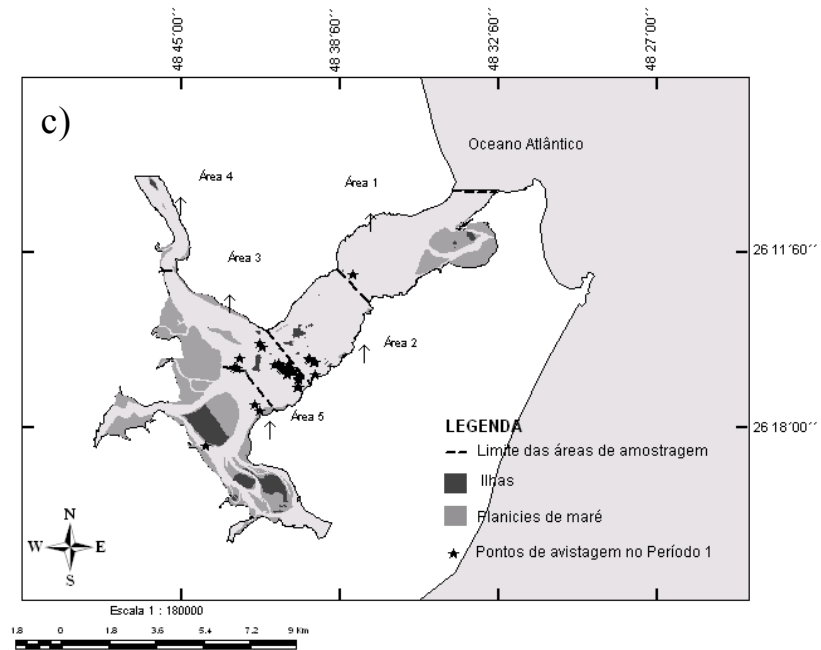 48 45´00´´
48 38´60´´
48 32´60´´
48 27´00´´
c)
Oceano Atlântico
Área 4
Área 1
26 11´60´´
Área 3
Área 2
Área 5
26 18´00´´
LEGENDA
Limite das áreas de amostragem
Ilhas
Planicies de maré
Pontos de avistagem no Período 1
N
W E
S
Escala 1 : 180000
1.8 0 1.8 3.6 5.4 7.2 9 Km